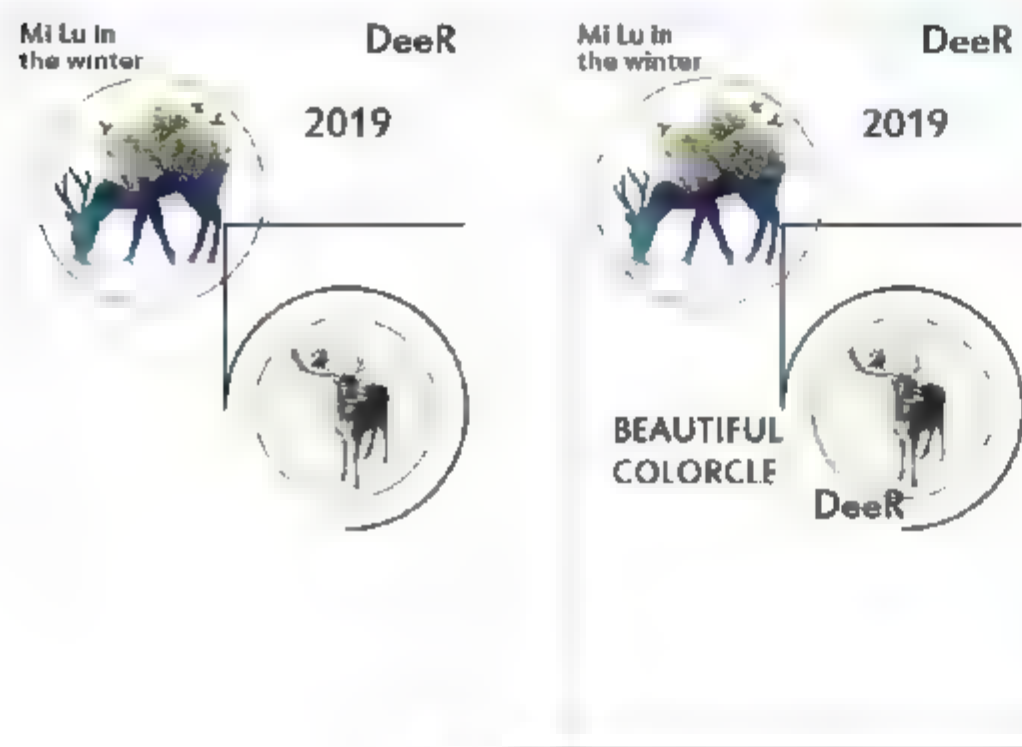 Mi Lu in
the winter
DeeR
2019
Mi Lu in
the winter
DeeR
2019
BEAUTIFUL
COLORCLE
DeeR